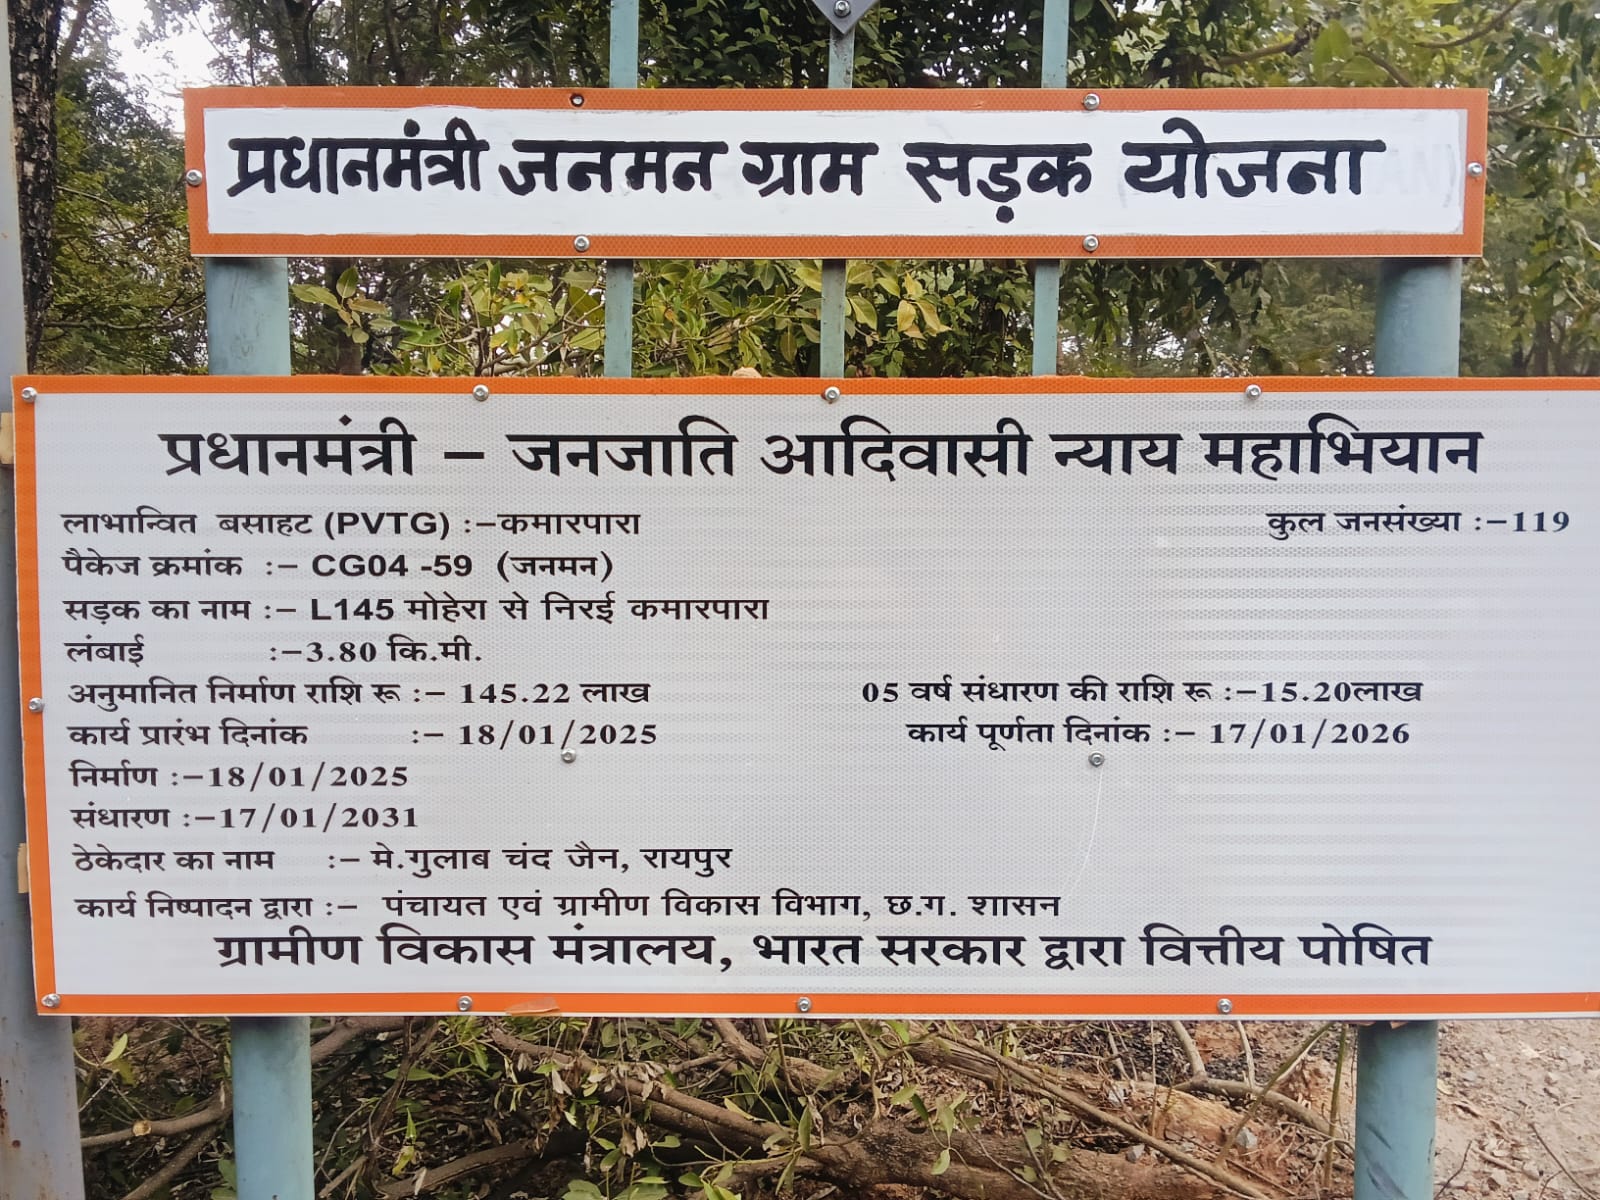 प्रधानमंत्री जनमन ग्राम सड़क योजना
प्रधानमंत्री – जनजाति आदिवासी न्याय महाभियान
लाभान्वित बसाहट (PVTG) :–कमारपारा कुल जनसंख्या :–119
पैकेज क्रमांक :– CG04 -59 (जनमन)
सड़क का नाम :– L145 मोहेरा से निरई कमारपारा
लंबाई :–3.80 कि.मी.
अनुमानित निर्माण राशि रू :– 145.22 लाख 05 वर्ष संधारण की राशि रू :–15.20लाख
कार्य प्रारंभ दिनांक :– 18/01/2025 कार्य पूर्णता दिनांक :– 17/01/2026
निर्माण :–18/01/2025
संधारण :–17/01/2031
ठेकेदार का नाम :– मे.गुलाब चंद जैन, रायपुर
कार्य निष्पादन द्वारा :– पंचायत एवं ग्रामीण विकास विभाग, छ.ग. शासन
ग्रामीण विकास मंत्रालय, भारत सरकार द्वारा वित्तीय पोषित